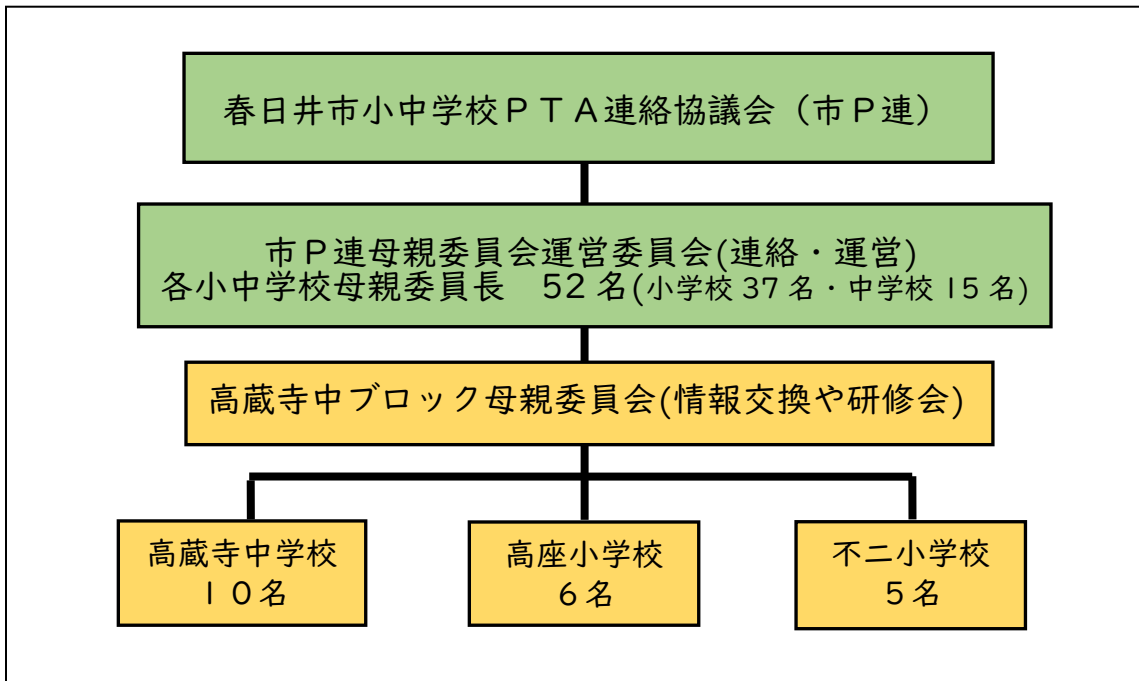 春日井市小中学校ＰＴＡ連絡協議会（市Ｐ連）
市Ｐ連母親委員会運営委員会(連絡・運営)
各小中学校母親委員長　５２名(小学校 37 名・中学校 15 名)
高蔵寺中ブロック母親委員会(情報交換や研修会)
高蔵寺中学校
１０名
高座小学校
６名
不二小学校
５名